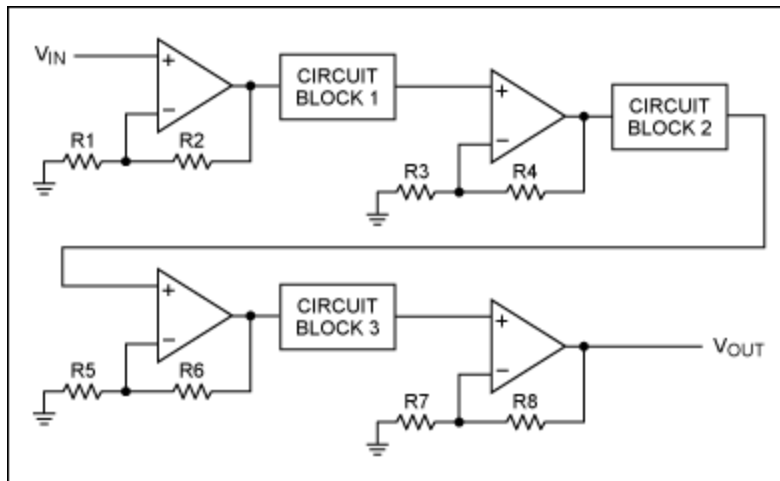 VIN
+
−
R1
R2
CIRCUIT
BLOCK 1
+
−
R3
R4
CIRCUIT
BLOCK 2
+
−
R5
R6
CIRCUIT
BLOCK 3
+
−
R7
R8
VOUT